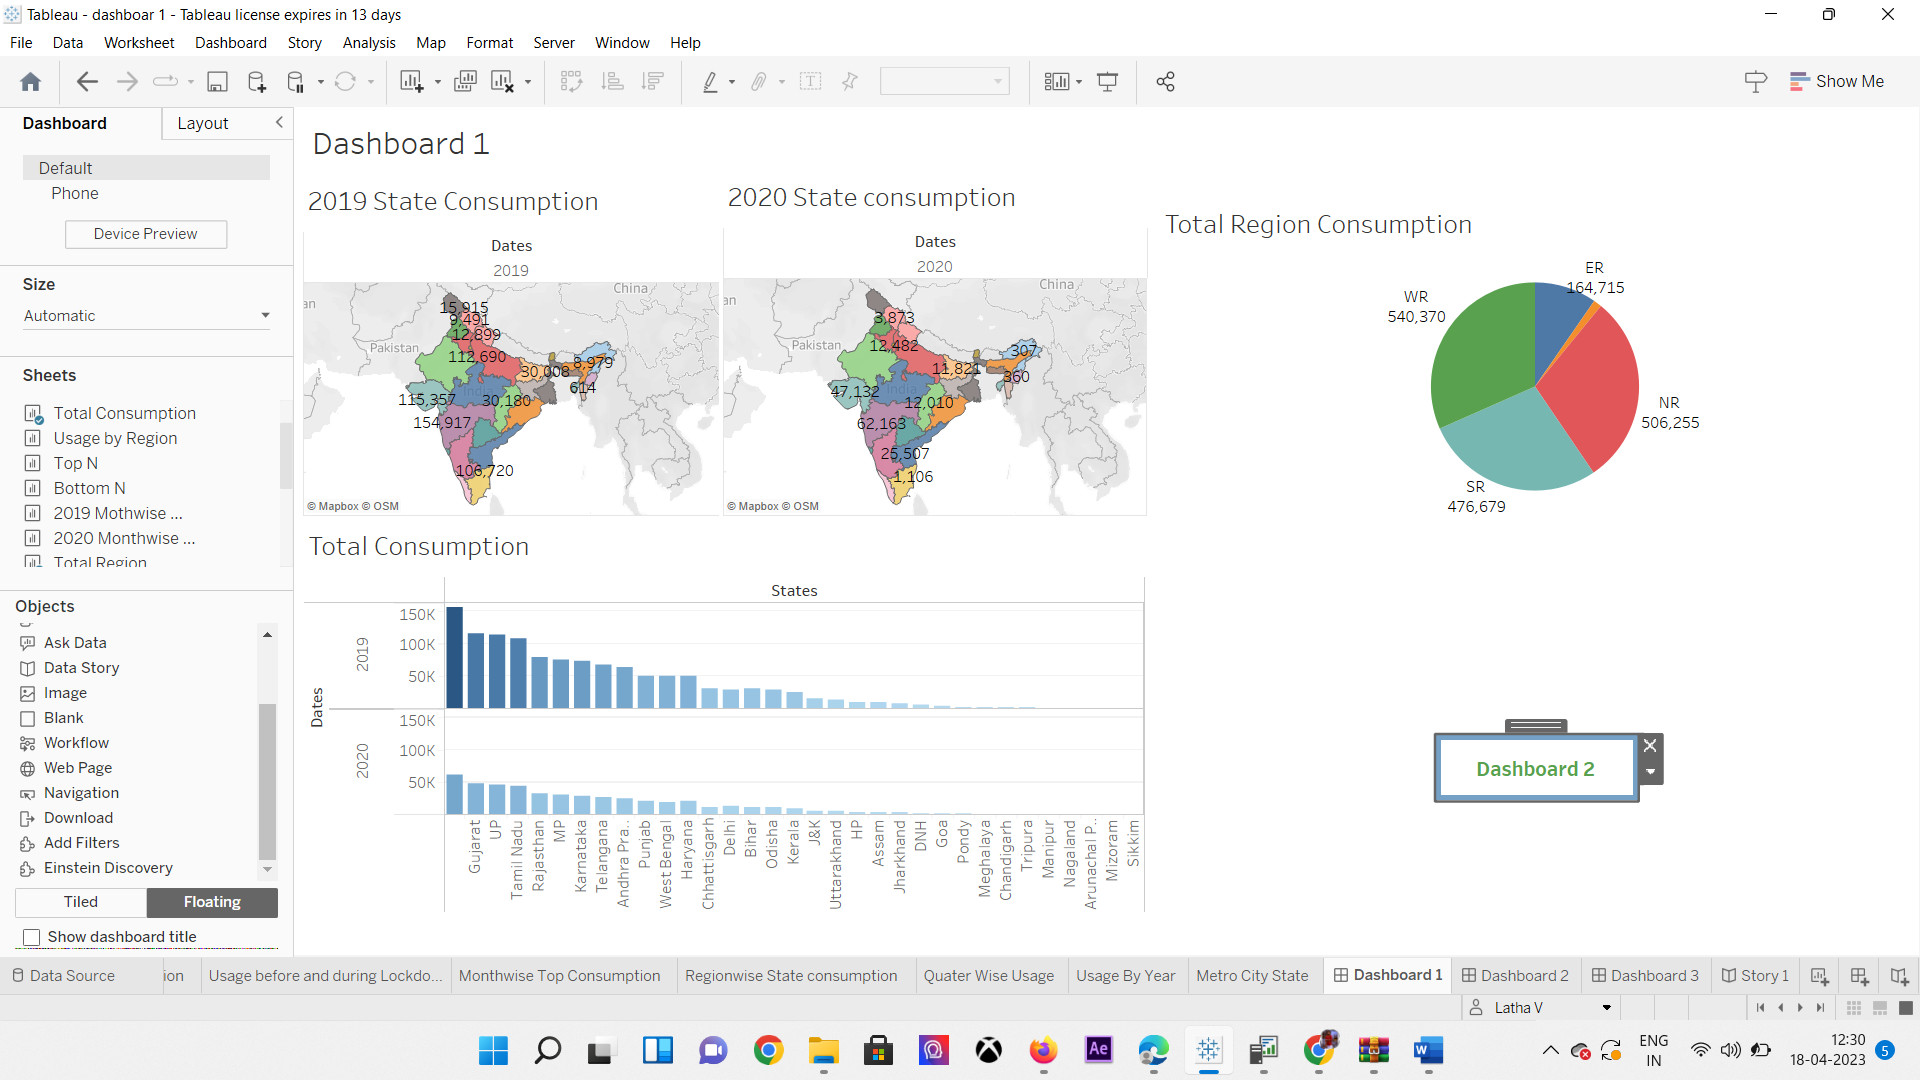 Tableau - dashboar 1 - Tableau license expires in 13 days
File Data Worksheet Dashboard Story Analysis Map Format Server Window Help
Show Me
Dashboard Layout
Default
Phone
Device Preview
Size
Automatic
Sheets
Total Consumption
Usage by Region
Top N
Bottom N
2019 Mothwise ...
2020 Monthwise ...
Total Region
Objects
Ask Data
Data Story
Image
Blank
Workflow
Web Page
Navigation
Download
Add Filters
Einstein Discovery
Tiled Floating
Show dashboard title
Dashboard 1
2019 State Consumption
Dates
2019
China
an
Pakistan
India
15,915
9,491
12,899
112,690
30,008
8,979
614
115,357
30,180
154,917
106,720
© Mapbox © OSM
2020 State consumption
Dates
2020
China
an
Pakistan
India
3,873
12,482
307
11,821
360
47,132
12,010
62,163
25,507
1,106
© Mapbox © OSM
Total Region Consumption
ER
164,715
WR
540,370
NR
506,255
SR
476,679
Total Consumption
States
Dates
2019
150K
100K
50K
2020
150K
100K
50K
Gujarat
UP
Tamil Nadu
Rajasthan
MP
Karnataka
Telangana
Andhra Pra..
Punjab
West Bengal
Haryana
Chhattisgarh
Delhi
Bihar
Odisha
Kerala
J&K
Uttarakhand
HP
Assam
Jharkhand
DNH
Goa
Pondy
Meghalaya
Chandigarh
Tripura
Manipur
Nagaland
Arunachal P..
Mizoram
Sikkim
Dashboard 2
Data Source ion Usage before and during Lockdo... Monthwise Top Consumption Regionwise State consumption Quater Wise Usage Usage By Year Metro City State Dashboard 1 Dashboard 2 Dashboard 3 Story 1
Latha V
Ae
W
ENG
IN
12:30
18-04-2023
5